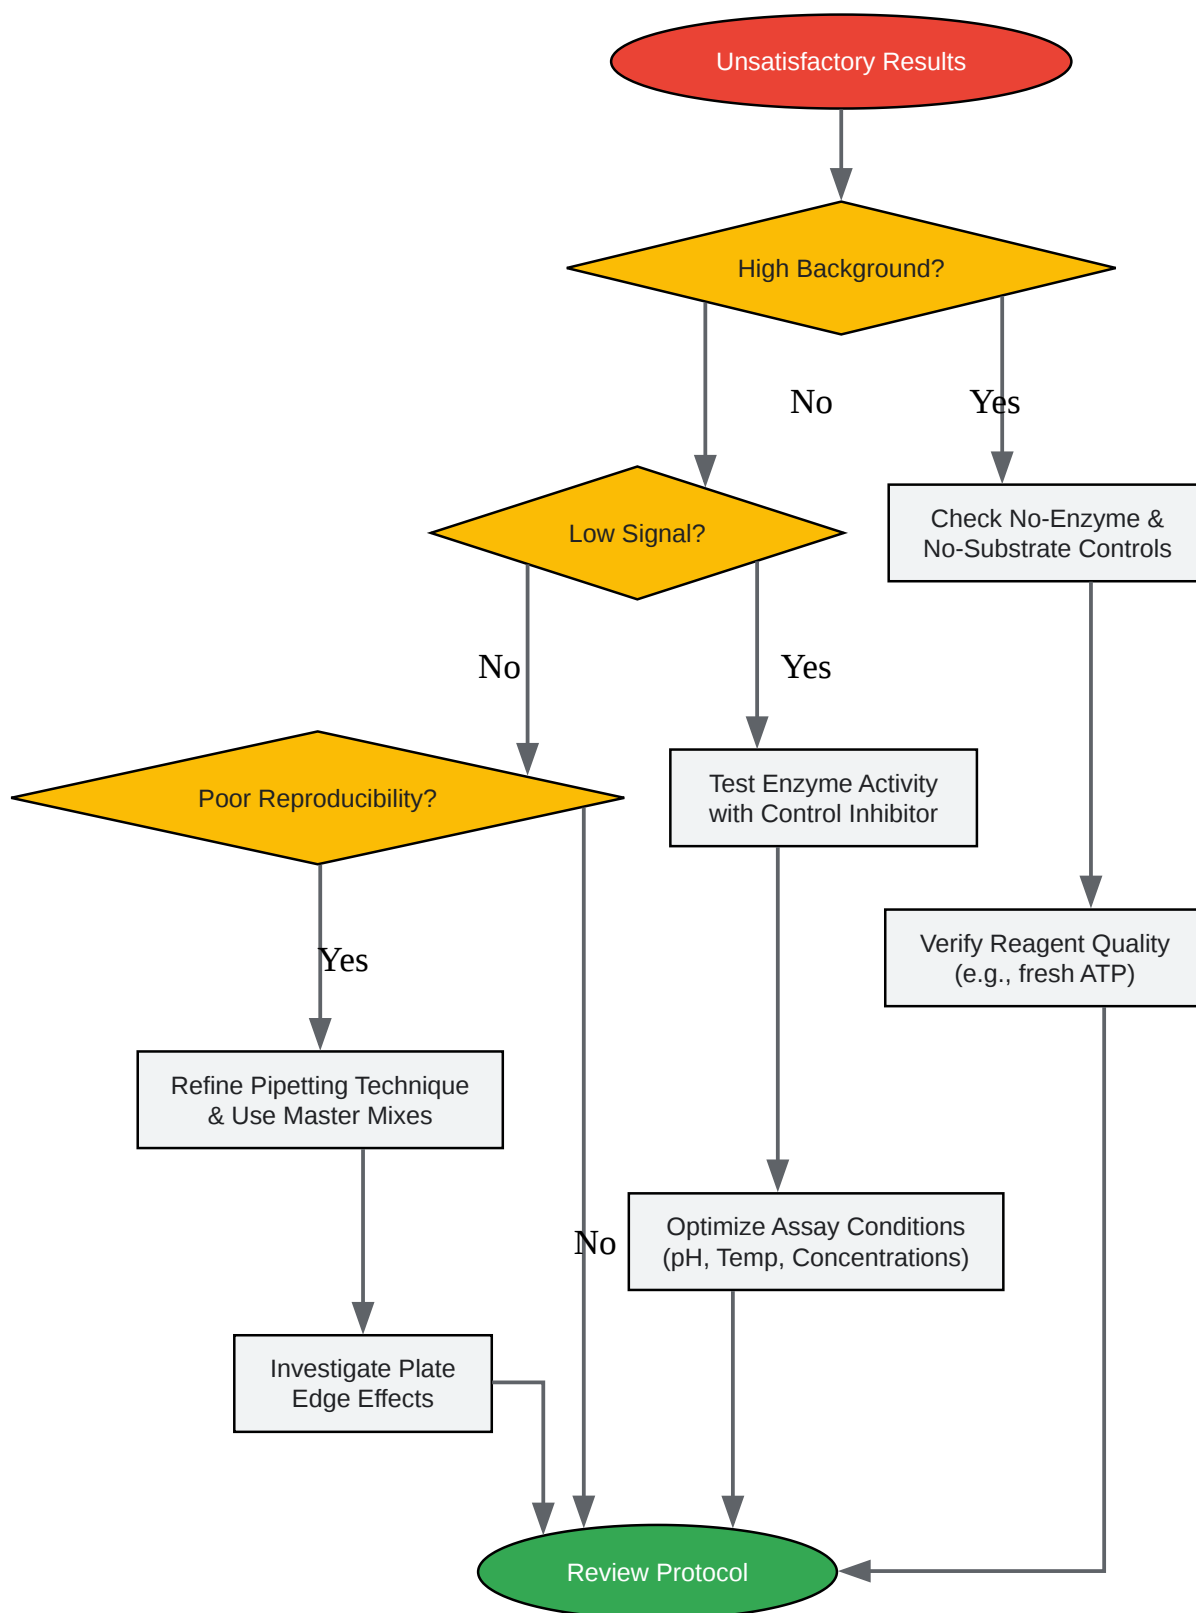 Unsatisfactory Results
High Background?
No
Yes
Low Signal?
Check No-Enzyme &
No-Substrate Controls
No
Yes
Poor Reproducibility?
Test Enzyme Activity
with Control Inhibitor
Verify Reagent Quality
(e.g., fresh ATP)
Yes
Refine Pipetting Technique
& Use Master Mixes
No
Optimize Assay Conditions
(pH, Temp, Concentrations)
Investigate Plate
Edge Effects
Review Protocol